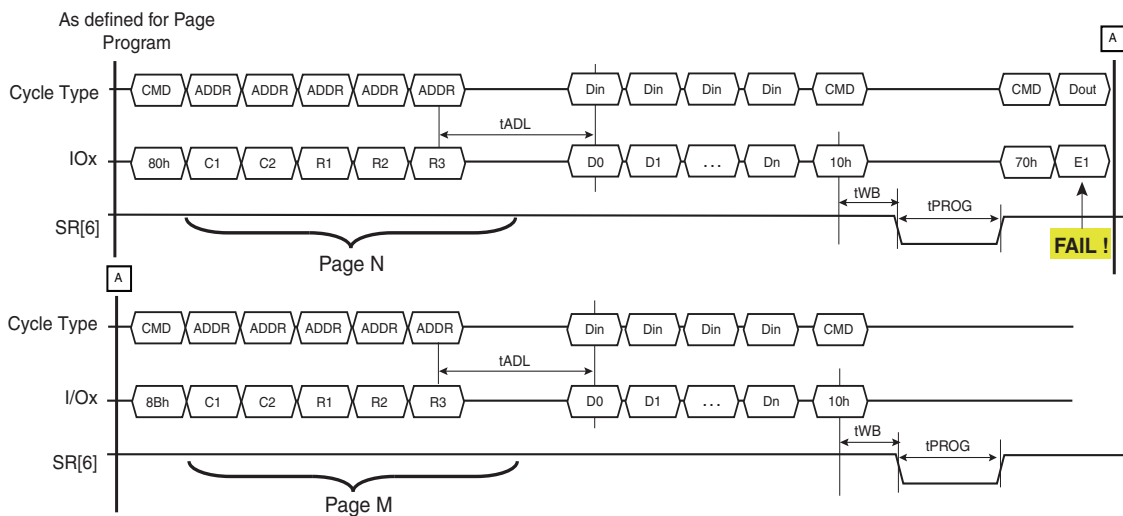 As defined for Page
Program
A
Cycle Type CMD ADDR ADDR ADDR ADDR ADDR Din Din Din Din CMD CMD Dout
tADL
IOx 80h C1 C2 R1 R2 R3 D0 D1 ... Dn 10h 70h E1
tWB tPROG
SR[6]
Page N
FAIL !
A
Cycle Type CMD ADDR ADDR ADDR ADDR ADDR Din Din Din Din CMD
tADL
I/Ox 8Bh C1 C2 R1 R2 R3 D0 D1 ... Dn 10h
tWB tPROG
SR[6]
Page M